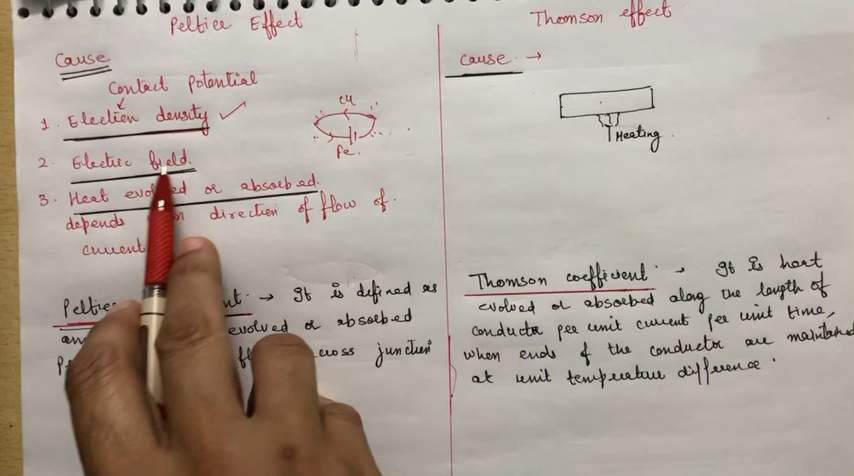 Peltier Effect
Cause
Contact Potential
1. Election density ✓
2. Electric field.
3. Heat evolved or absorbed.
depends direction of flow of.
current
Cu
Fe
Peltier → It is defined as
evolved or absorbed
cross junction
Thomson effect
cause →
Heating
Thomson coefficient → It is heat
evolved or absorbed along the length of
conductor per unit current per unit time,
when ends of the conductor are maintained
at unit temperature difference.